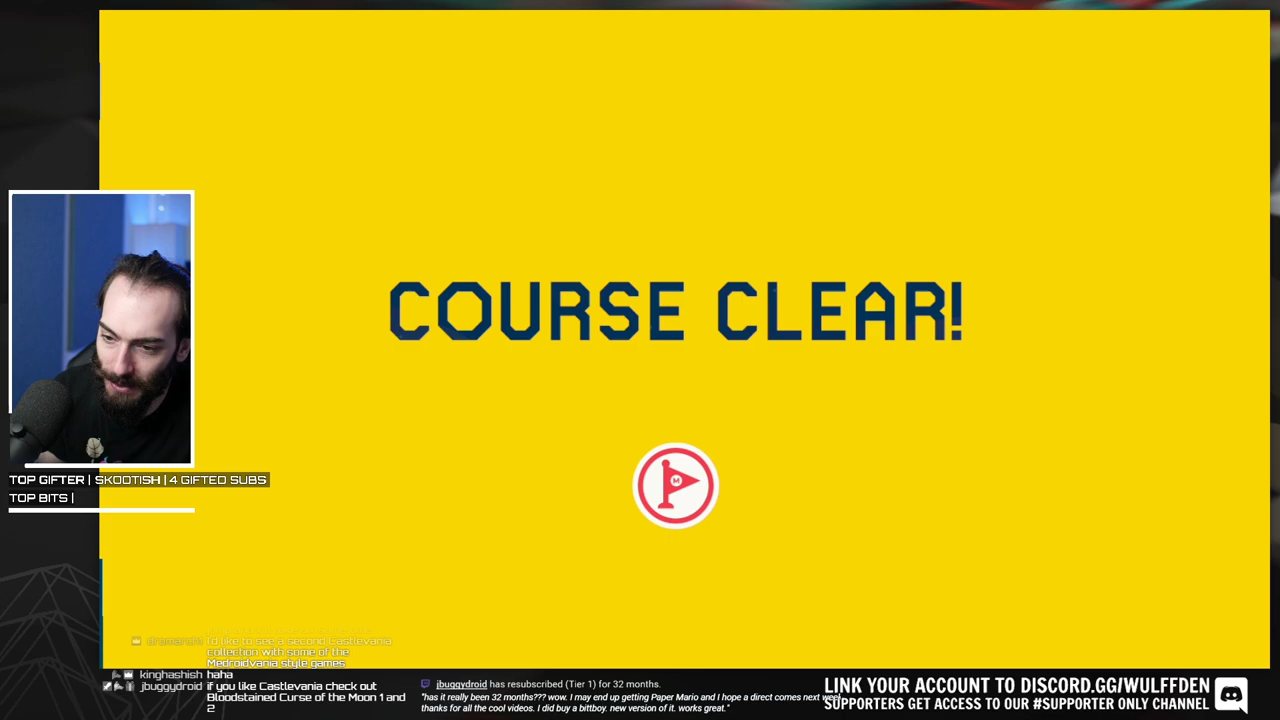 COURSE CLEAR!
M
TOP GIFTER | SKOOTISH | 4 GIFTED SUBS
TOP BITS |
I'd like to see a second Castlevania
collection with some of the
Medroidvania style games
kinghashish haha
jbuggydroid if you like Castlevania check out
Bloodstained Curse of the Moon 1 and
2
jbuggydroid has resubscribed (Tier 1) for 32 months.
"has it really been 32 months??? wow. I may end up getting Paper Mario and I hope a direct comes next week.
thanks for all the cool videos. I did buy a bittboy. new version of it. works great."
LINK YOUR ACCOUNT TO DISCORD.GG/WULFFDEN
SUPPORTERS GET ACCESS TO OUR #SUPPORTER ONLY CHANNEL